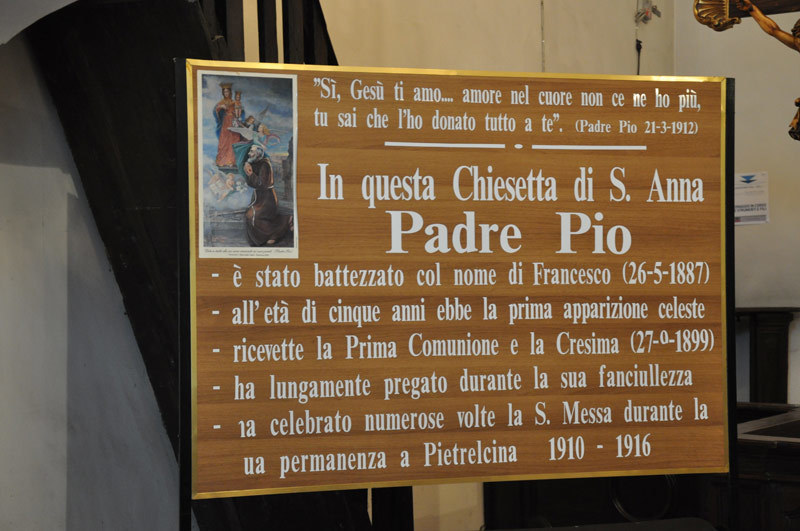 "Sì, Gesù ti amo.... amore nel cuore non ce ne ho più,
tu sai che l'ho donato tutto a te". (Padre Pio 21-3-1912)
In questa Chiesetta di S. Anna
Padre Pio
- è stato battezzato col nome di Francesco (26-5-1887)
- all'età di cinque anni ebbe la prima apparizione celeste
- ricevette la Prima Comunione e la Cresima (27-º-1899)
- ha lungamente pregato durante la sua fanciullezza
- ıa celebrato numerose volte la S. Messa durante la
ua permanenza a Pietrelcina 1910 - 1916